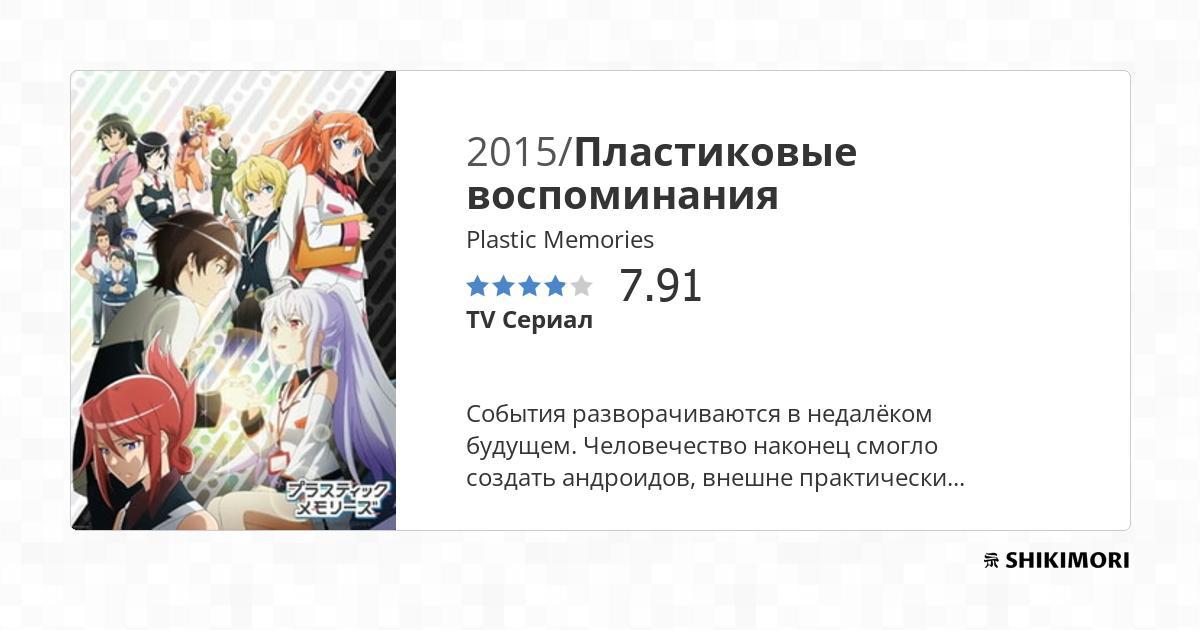 2015/Пластиковые
воспоминания
Plastic Memories
7.91
TV Сериал
События разворачиваются в недалёком
будущем. Человечество наконец смогло
создать андроидов, внешне практически...
プラスティック
メモリーズ
SHIKIMORI